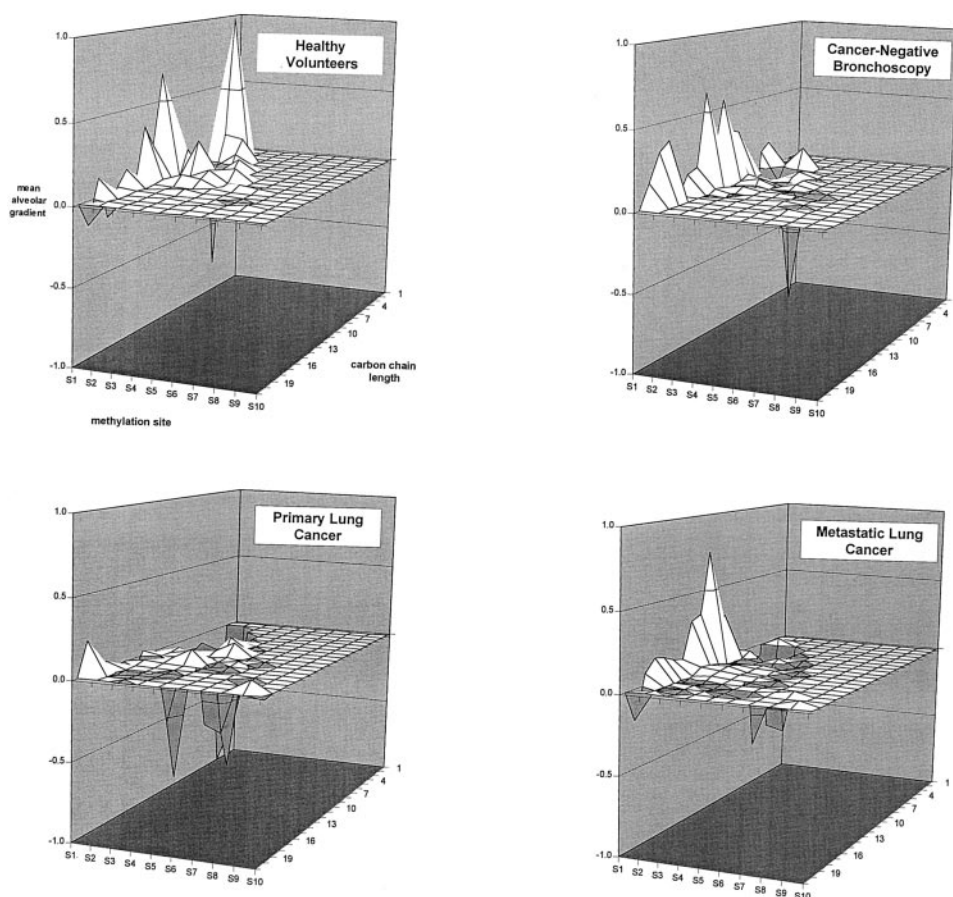 Healthy
Volunteers
1.0
0.5
mean
alveolar
gradient
0.0
-0.5
-1.0
S1 S2 S3 S4 S5 S6 S7 S8 S9 S10
methylation site
1
4
7
10
13
16
19
carbon chain
length
Cancer-Negative
Bronchoscopy
1.0
0.5
0.0
-0.5
-1.0
S1 S2 S3 S4 S5 S6 S7 S8 S9 S10
1
4
7
10
13
16
19
Primary Lung
Cancer
1.0
0.5
0.0
-0.5
-1.0
S1 S2 S3 S4 S5 S6 S7 S8 S9 S10
1
4
7
10
13
16
19
Metastatic Lung
Cancer
1.0
0.5
0.0
-0.5
-1.0
S1 S2 S3 S4 S5 S6 S7 S8 S9 S10
1
4
7
10
13
16
19